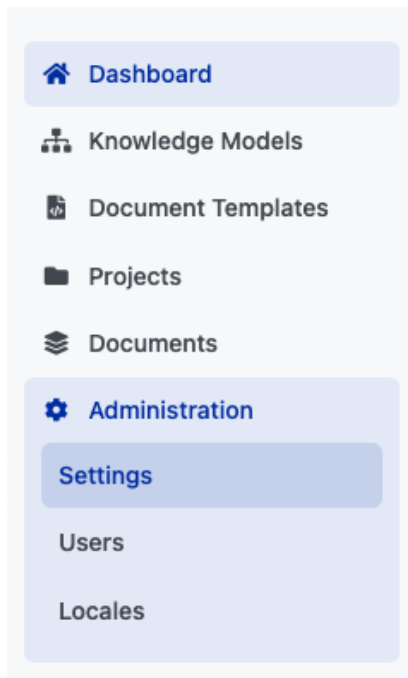 Dashboard
Knowledge Models
Document Templates
Projects
Documents
Administration
Settings
Users
Locales